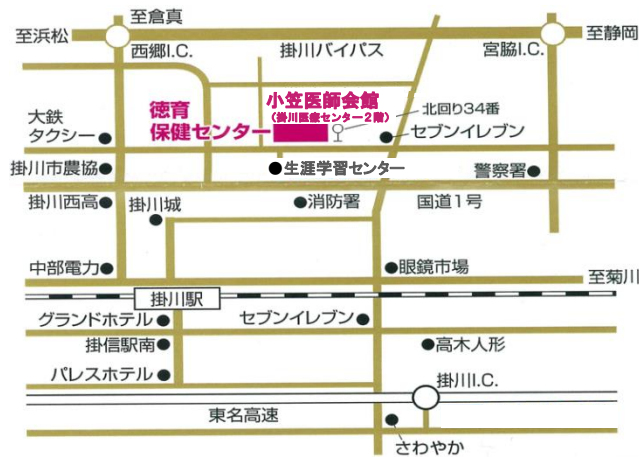 至倉真
至浜松
西郷I.C.
掛川バイパス
宮脇I.C.
至静岡
小笠医師会館
(掛川医療センター2階)
北回り34番
徳育
保健センター
大鉄
タクシー
セブンイレブン
掛川市農協
生涯学習センター
警察署
掛川西高
掛川城
消防署
国道1号
中部電力
眼鏡市場
至菊川
掛川駅
グランドホテル
セブンイレブン
掛信駅南
高木人形
パレスホテル
掛川I.C.
東名高速
さわやか